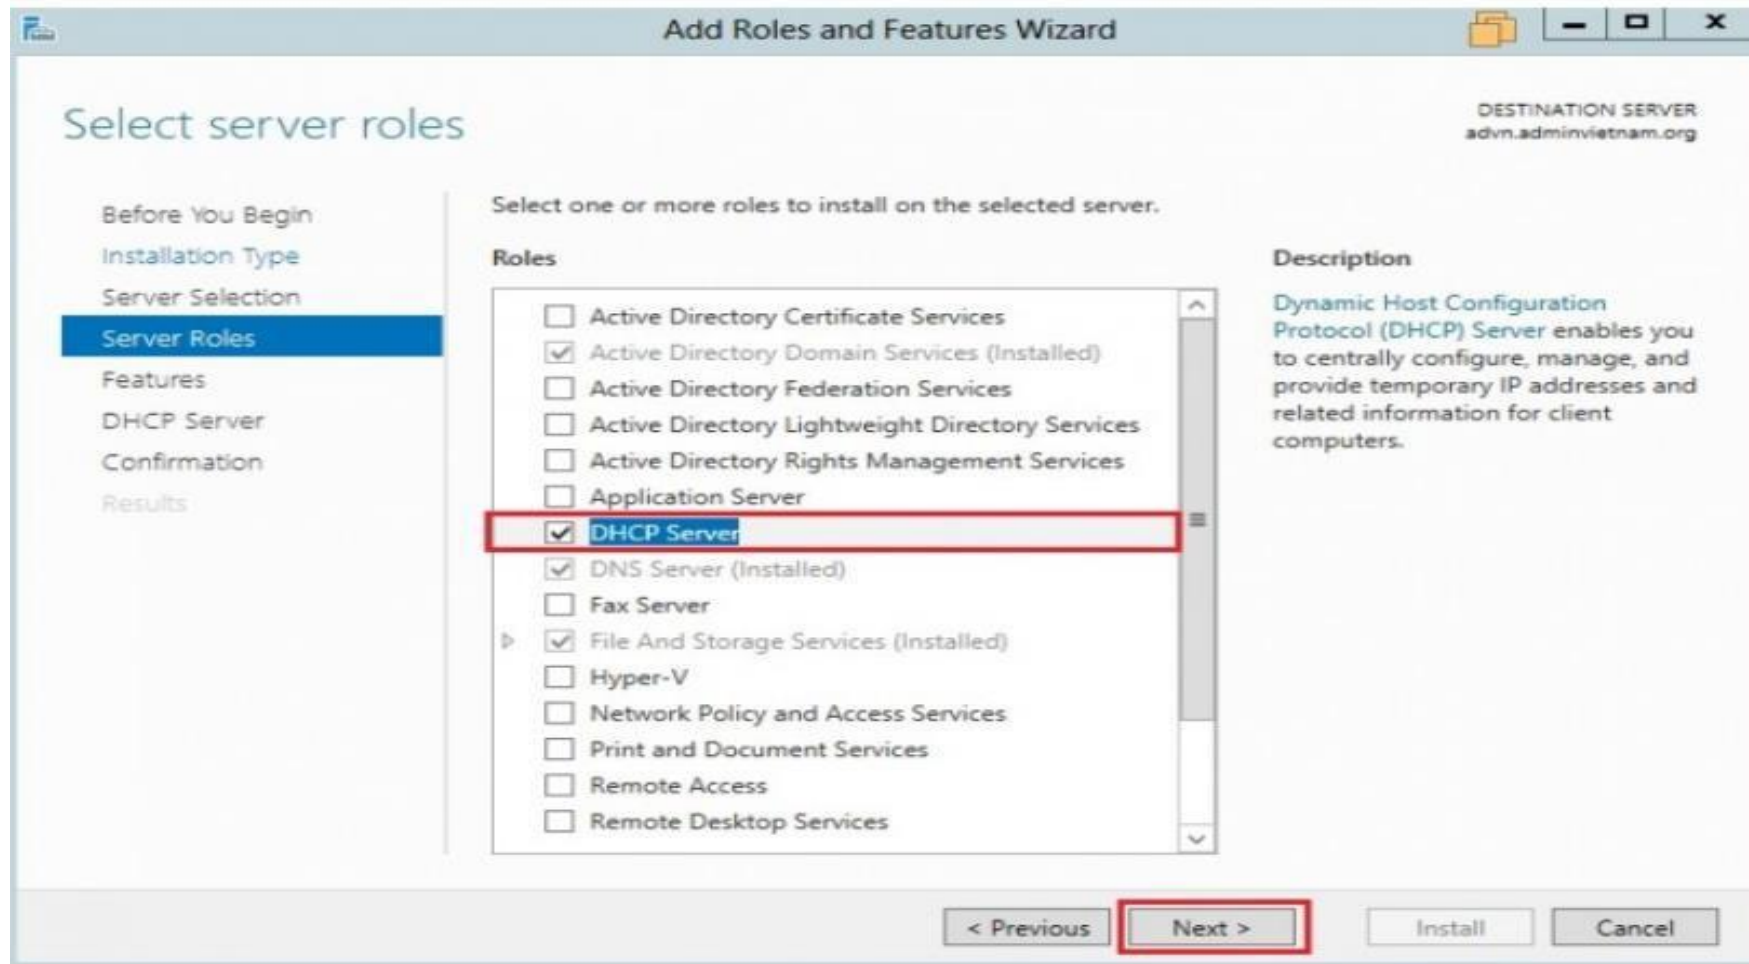 Add Roles and Features Wizard
Select server roles
DESTINATION SERVER
advn.adminvietnam.org
Before You Begin
Installation Type
Server Selection
Server Roles
Features
DHCP Server
Confirmation
Results
Select one or more roles to install on the selected server.
Roles
Active Directory Certificate Services
Active Directory Domain Services (Installed)
Active Directory Federation Services
Active Directory Lightweight Directory Services
Active Directory Rights Management Services
Application Server
DHCP Server
DNS Server (Installed)
Fax Server
File And Storage Services (Installed)
Hyper-V
Network Policy and Access Services
Print and Document Services
Remote Access
Remote Desktop Services
Description
Dynamic Host Configuration
Protocol (DHCP) Server enables you
to centrally configure, manage, and
provide temporary IP addresses and
related information for client
computers.
< Previous
Next >
Install
Cancel